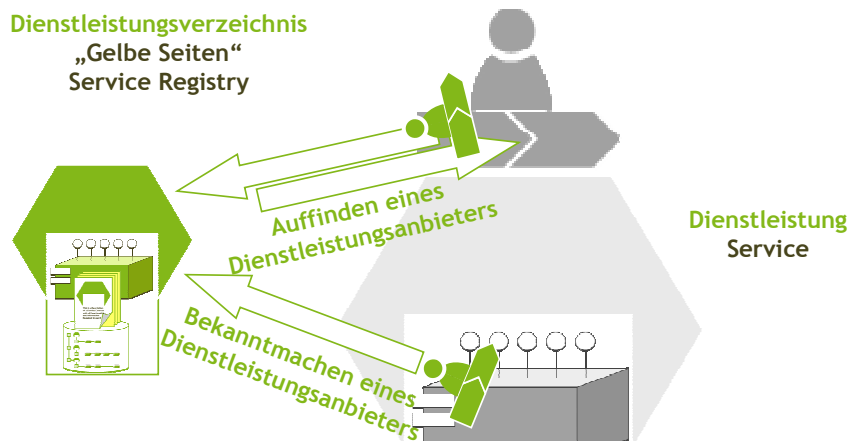 Dienstleistungsverzeichnis
„Gelbe Seiten“
Service Registry
Auffinden eines
Dienstleistungsanbieters
Dienstleistung
Service
Bekanntmachen eines
Dienstleistungsanbieters